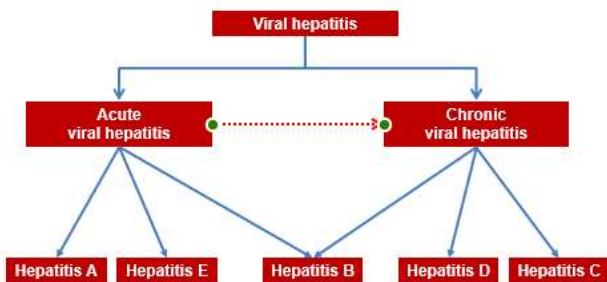 Viral hepatitis
Acute
viral hepatitis
Chronic
viral hepatitis
Hepatitis A
Hepatitis E
Hepatitis B
Hepatitis D
Hepatitis C